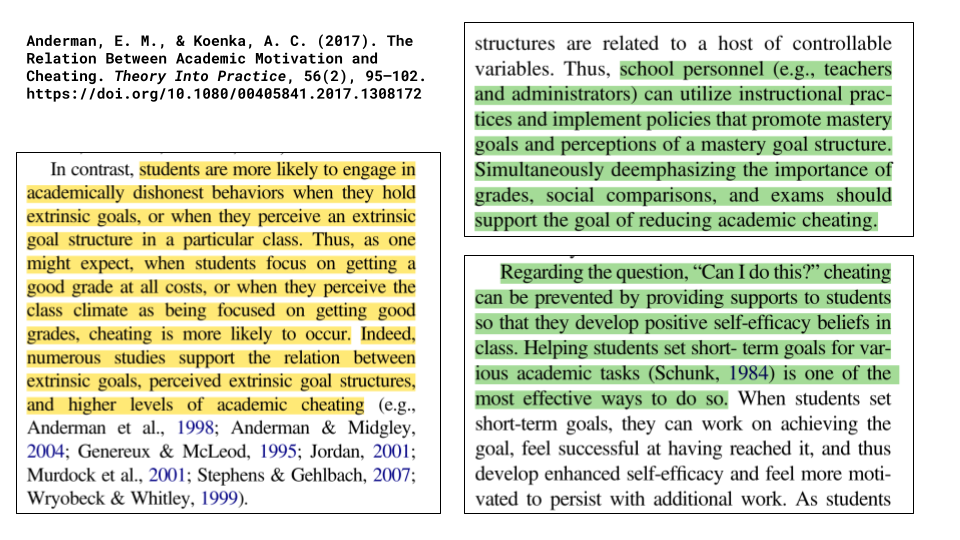 Anderman, E. M., & Koenka, A. C. (2017). The
Relation Between Academic Motivation and
Cheating. Theory Into Practice, 56(2), 95–102.
https://doi.org/10.1080/00405841.2017.1308172
In contrast, students are more likely to engage in
academically dishonest behaviors when they hold
extrinsic goals, or when they perceive an extrinsic
goal structure in a particular class. Thus, as one
might expect, when students focus on getting a
good grade at all costs, or when they perceive the
class climate as being focused on getting good
grades, cheating is more likely to occur. Indeed,
numerous studies support the relation between
extrinsic goals, perceived extrinsic goal structures,
and higher levels of academic cheating (e.g.,
Anderman et al., 1998; Anderman & Midgley,
2004; Genereux & McLeod, 1995; Jordan, 2001;
Murdock et al., 2001; Stephens & Gehlbach, 2007;
Wryobeck & Whitley, 1999).
structures are related to a host of controllable
variables. Thus, school personnel (e.g., teachers
and administrators) can utilize instructional prac-
tices and implement policies that promote mastery
goals and perceptions of a mastery goal structure.
Simultaneously deemphasizing the importance of
grades, social comparisons, and exams should
support the goal of reducing academic cheating.
Regarding the question, “Can I do this?” cheating
can be prevented by providing supports to students
so that they develop positive self-efficacy beliefs in
class. Helping students set short- term goals for var-
ious academic tasks (Schunk, 1984) is one of the
most effective ways to do so. When students set
short-term goals, they can work on achieving the
goal, feel successful at having reached it, and thus
develop enhanced self-efficacy and feel more moti-
vated to persist with additional work. As students